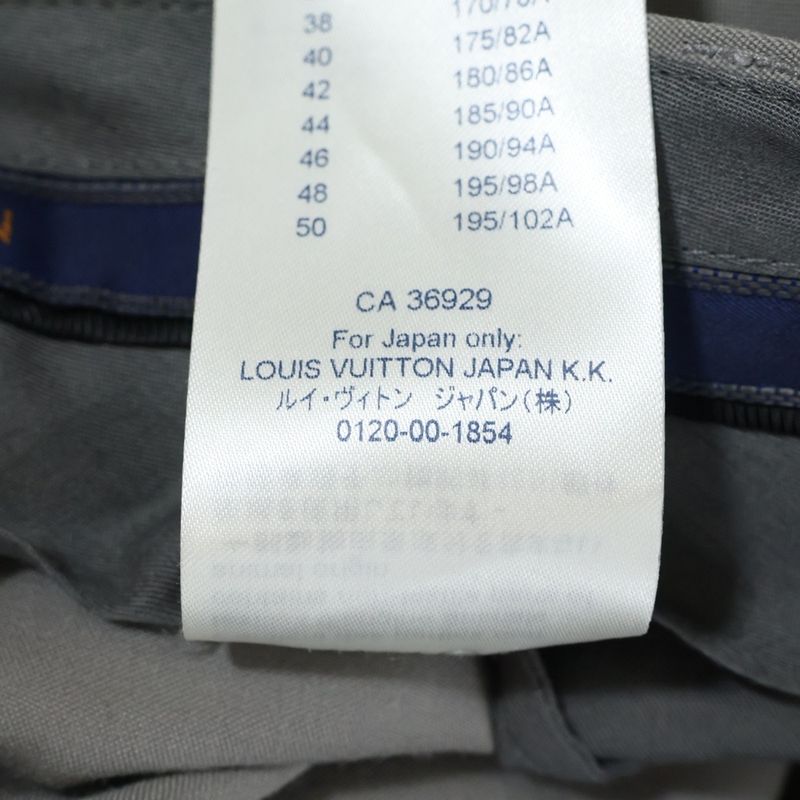 38 170/78A
40 175/82A
42 180/86A
44 185/90A
46 190/94A
48 195/98A
50 195/102A
CA 36929
For Japan only:
LOUIS VUITTON JAPAN K.K.
ルイ・ヴィトン ジャパン(株)
0120-00-1854